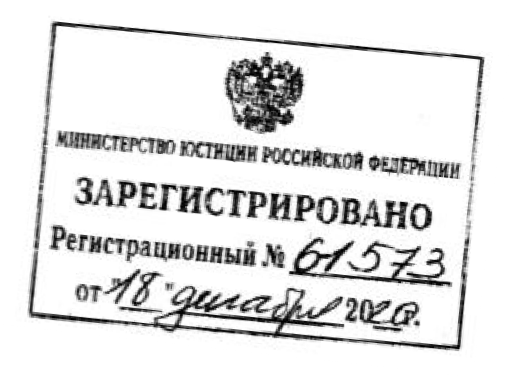 МИНИСТЕРСТВО ЮСТИЦИИ РОССИЙСКОЙ ФЕДЕРАЦИИ
ЗАРЕГИСТРИРОВАНО
Регистрационный № 61573
от "18" декабря 2020г.